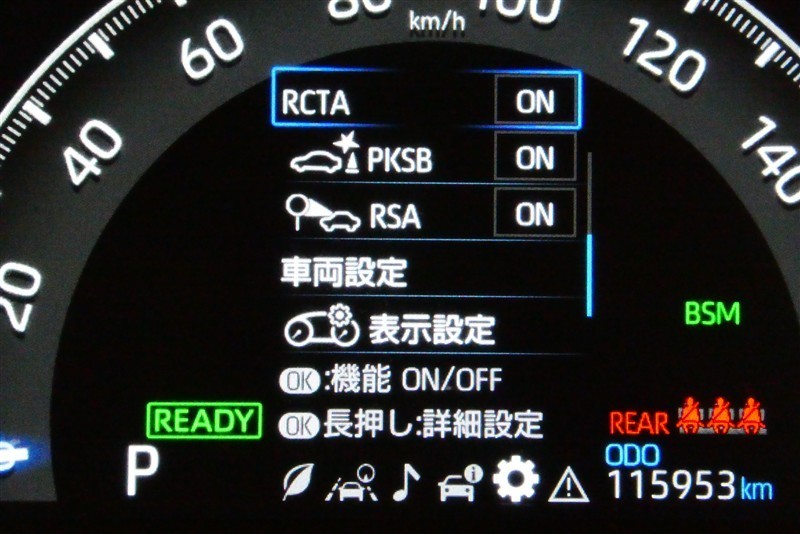 20
40
60
80
km/h
100
120
140
RCTA ON
PKSB ON
RSA ON
車両設定
表示設定
BSM
OK:機能 ON/OFF
OK長押し:詳細設定
READY
REAR
P
ODO
115953km